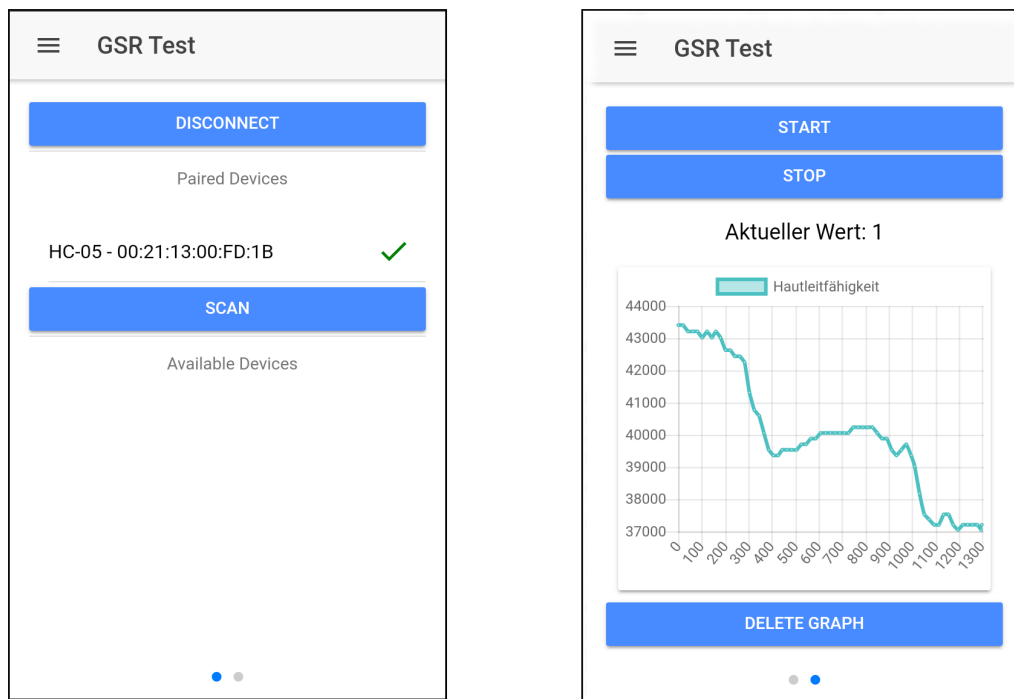 GSR Test
DISCONNECT
Paired Devices
HC-05 - 00:21:13:00:FD:1B
SCAN
Available Devices
GSR Test
START
STOP
Aktueller Wert: 1
Hautleitfähigkeit
44000
43000
42000
41000
40000
39000
38000
37000
0 100 200 300 400 500 600 700 800 900 1000 1100 1200 1300
DELETE GRAPH